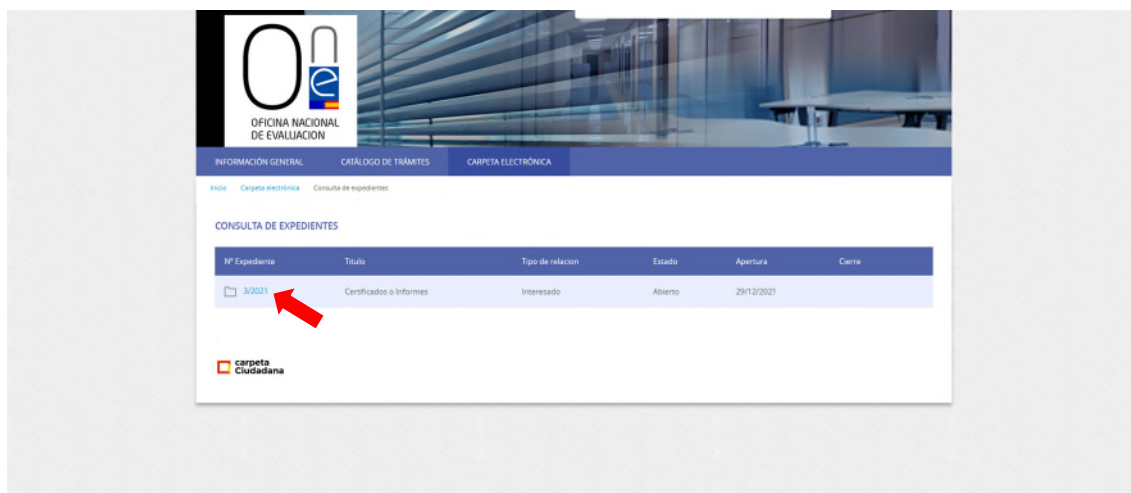 OFICINA NACIONAL
DE EVALUACION
INFORMACIÓN GENERAL CATÁLOGO DE TRÁMITES CARPETA ELECTRÓNICA
Inicio Carpeta electrónica Consulta de expedientes
CONSULTA DE EXPEDIENTES
Nº Expediente Titulo Tipo de relacion Estado Apertura Cierre
3/2021 Certificados o Informes Interesado Abierto 29/12/2021
carpeta
Ciudadana